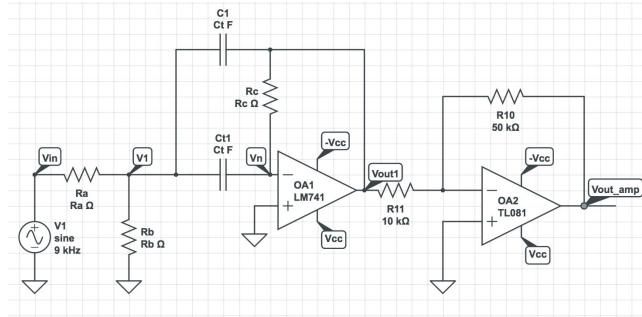 C1
Ct F
Rc
Rc Ω
R10
50 kΩ
Ct1
Ct F
-Vcc
-Vcc
Vin
V1
Vn
Vout1
Vout_amp
Ra
Ra Ω
OA1
LM741
OA2
TL081
R11
10 kΩ
V1
sine
9 kHz
Rb
Rb Ω
Vcc
Vcc